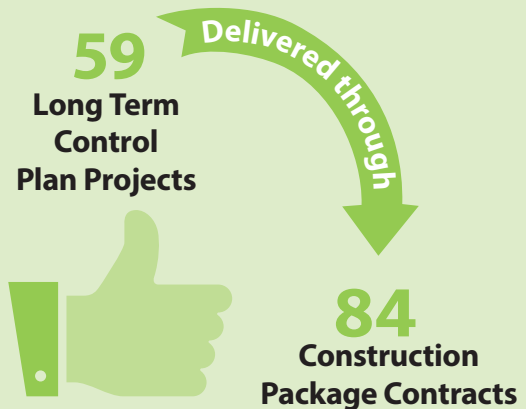 59
Long Term
Control
Plan Projects
Delivered through
84
Construction
Package Contracts